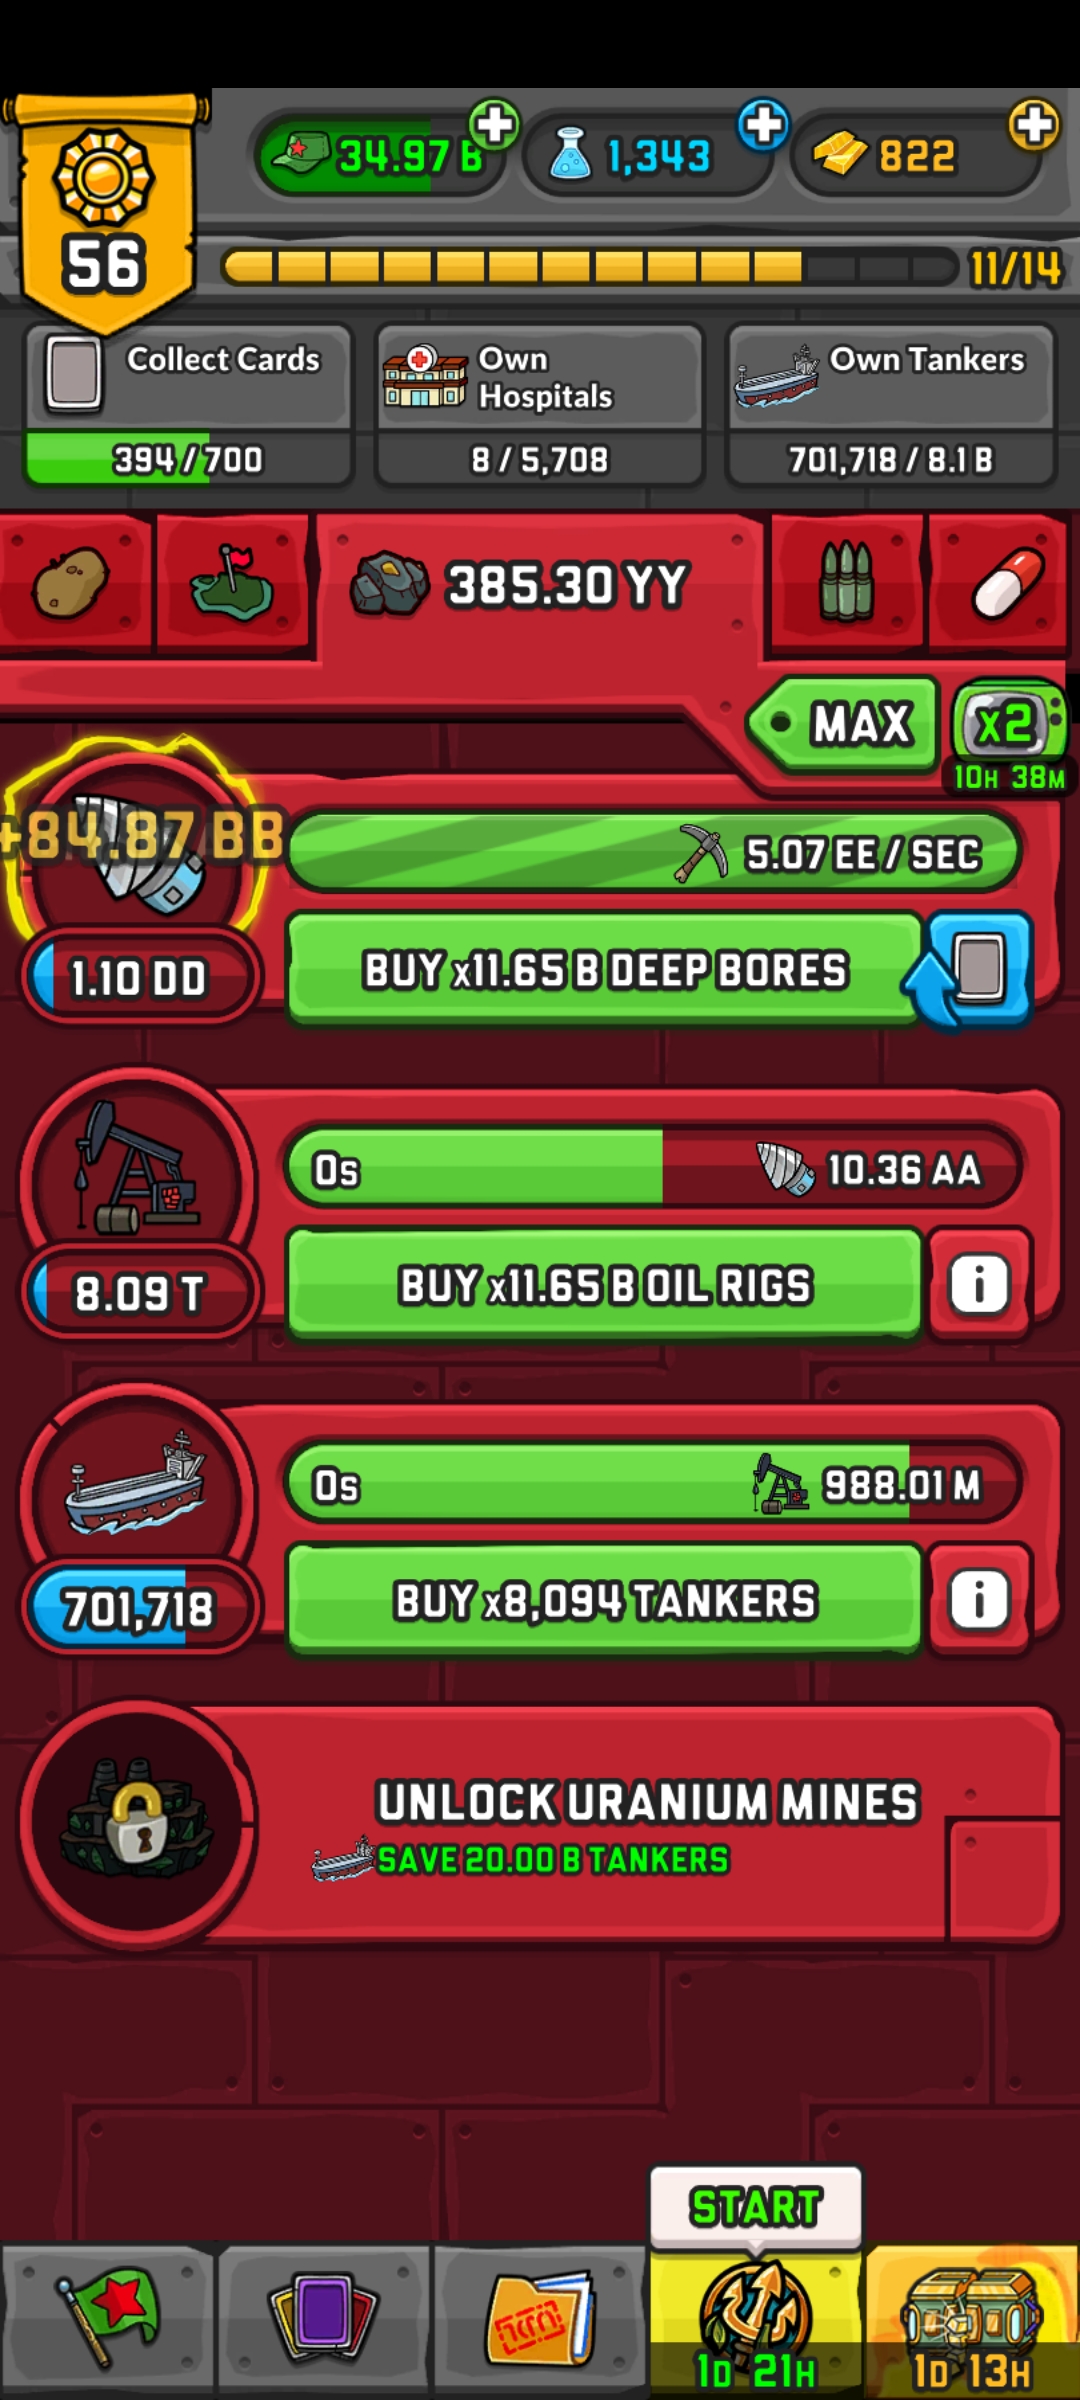 34.97 B
1,343
822
56
11/14
Collect Cards
394 / 700
Own
Hospitals
8 / 5,708
Own Tankers
701,718 / 8.1 B
385.30 YY
MAX
x2
10H 38M
+84.87 BB
5.07 EE / SEC
1.10 DD
BUY x11.65 B DEEP BORES
0s
10.36 AA
8.09 T
BUY x11.65 B OIL RIGS
i
0s
988.01 M
701,718
BUY x8,094 TANKERS
i
UNLOCK URANIUM MINES
SAVE 20.00 B TANKERS
START
1D 21H
1D 13H